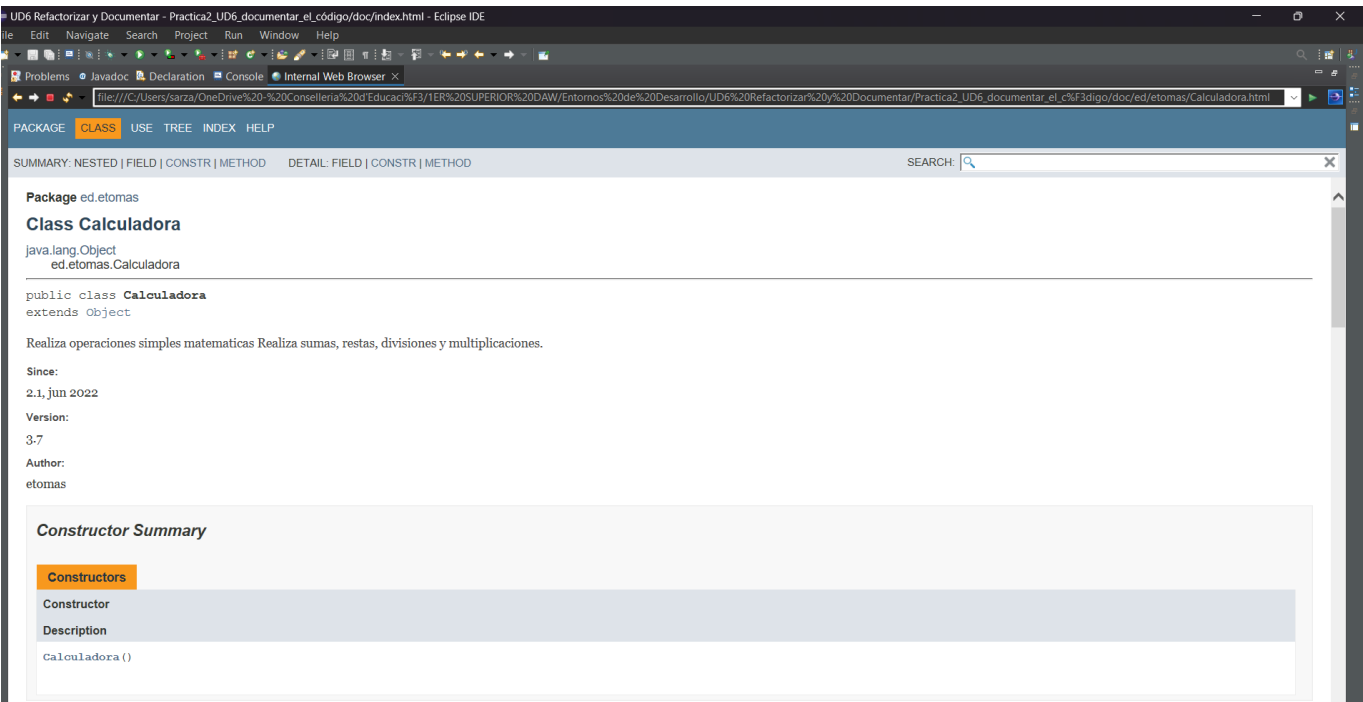 UD6 Refactorizar y Documentar - Practica2_UD6_documentar_el_código/doc/index.html - Eclipse IDE
ile Edit Navigate Search Project Run Window Help
Problems Javadoc Declaration Console Internal Web Browser
file:///C:/Users/sarza/OneDrive%20-%20Conselleria%20d'Educaci%F3/1ER%20SUPERIOR%20DAW/Entornos%20de%20Desarrollo/UD6%20Refactorizar%20y%20Documentar/Practica2_UD6_documentar_el_c%F3digo/doc/ed/etomas/Calculadora.html
PACKAGE CLASS USE TREE INDEX HELP
SUMMARY: NESTED | FIELD | CONSTR | METHOD DETAIL: FIELD | CONSTR | METHOD SEARCH:
Package ed.etomas
Class Calculadora
java.lang.Object
ed.etomas.Calculadora
public class Calculadora
extends Object
Realiza operaciones simples matematicas Realiza sumas, restas, divisiones y multiplicaciones.
Since:
2.1, jun 2022
Version:
3.7
Author:
etomas
Constructor Summary
Constructors
Constructor
Description
Calculadora()